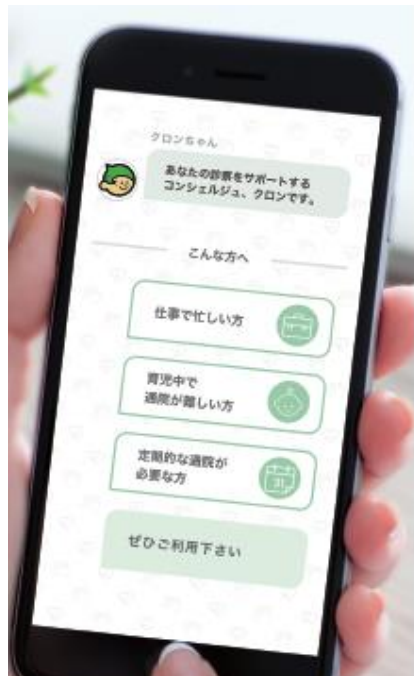 クロンちゃん
あなたの診察をサポートする
コンシェルジュ、クロンです。
こんな方へ
仕事で忙しい方
育児中で
通院が難しい方
定期的な通院が
必要な方
31
ぜひご利用下さい